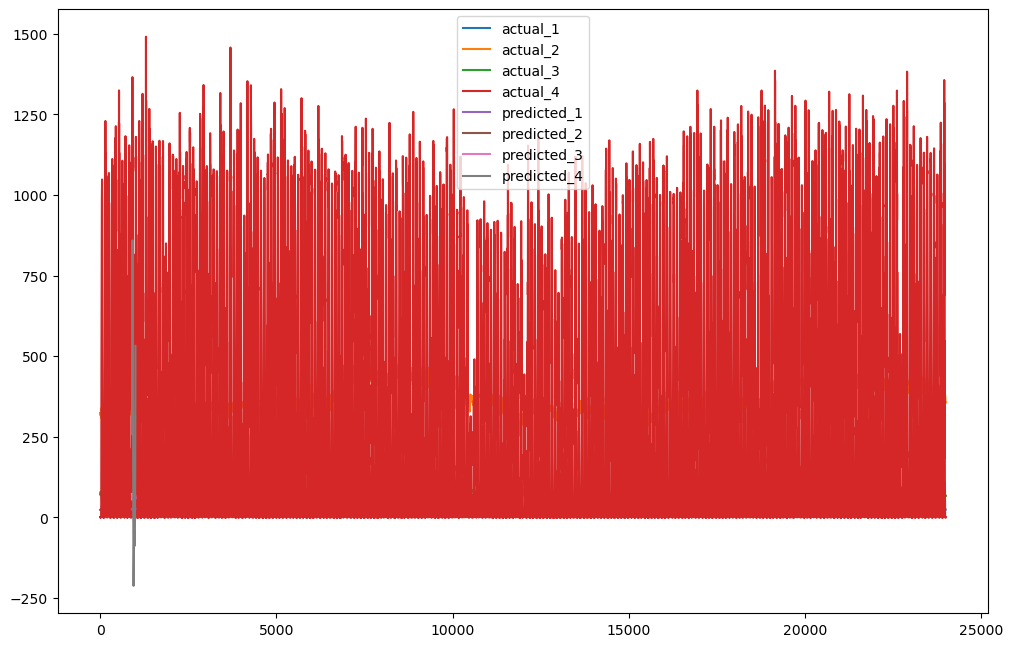 actual_1
actual_2
actual_3
actual_4
predicted_1
predicted_2
predicted_3
predicted_4
1500
1250
1000
750
500
250
0
−250
0
5000
10000
15000
20000
25000